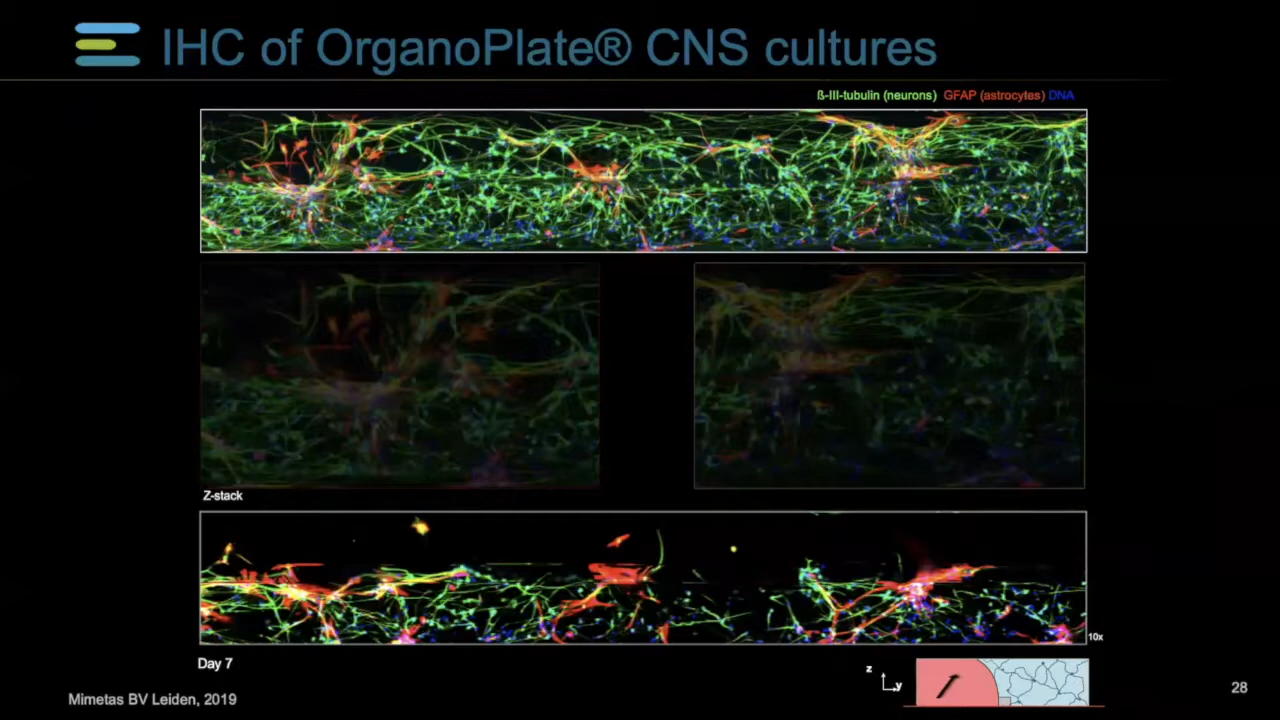 IHC of OrganoPlate® CNS cultures
ß-III-tubulin (neurons) GFAP (astrocytes) DNA
Z-stack
10x
Day 7
z
y
Mimetas BV Leiden, 2019
28